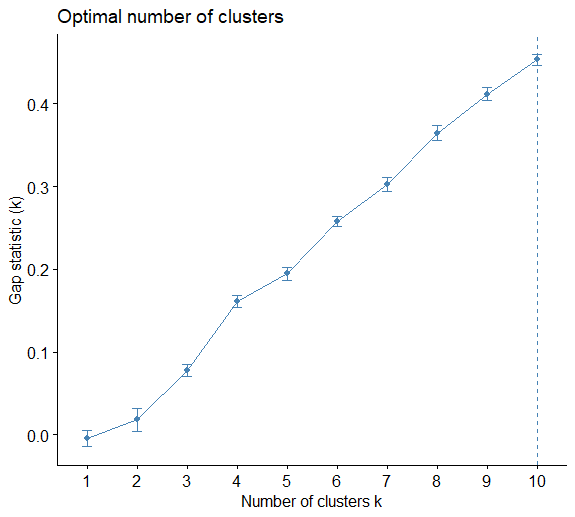 Optimal number of clusters
Gap statistic (k)
0.4
0.3
0.2
0.1
0.0
1 2 3 4 5 6 7 8 9 10
Number of clusters k